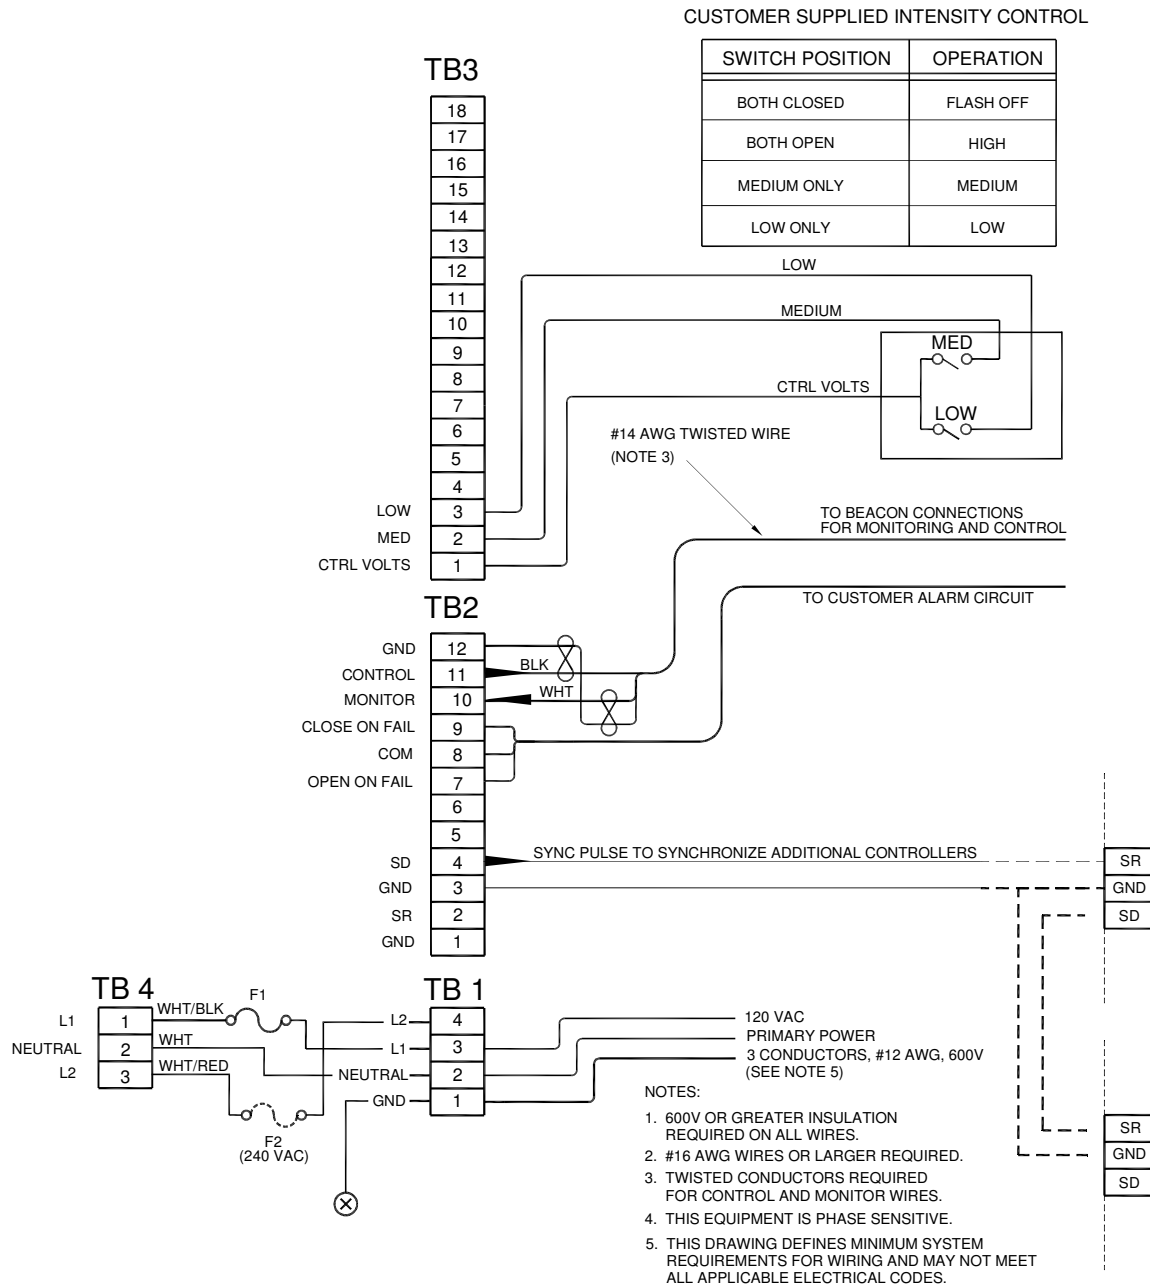 CUSTOMER SUPPLIED INTENSITY CONTROL
SWITCH POSITION OPERATION
BOTH CLOSED FLASH OFF
BOTH OPEN HIGH
MEDIUM ONLY MEDIUM
LOW ONLY LOW
TB3
18
17
16
15
14
13
12
11
10
9
8
7
6
5
4
LOW 3
MED 2
CTRL VOLTS 1
LOW
MEDIUM
MED
CTRL VOLTS
LOW
#14 AWG TWISTED WIRE
(NOTE 3)
TO BEACON CONNECTIONS
FOR MONITORING AND CONTROL
TO CUSTOMER ALARM CIRCUIT
TB2
GND 12
CONTROL 11 BLK
MONITOR 10 WHT
CLOSE ON FAIL 9
COM 8
OPEN ON FAIL 7
6
5
SD 4 SYNC PULSE TO SYNCHRONIZE ADDITIONAL CONTROLLERS
GND 3
SR 2
GND 1
SR
GND
SD
TB 4
L1 1 WHT/BLK F1
NEUTRAL 2 WHT
L2 3 WHT/RED
F2
(240 VAC)
TB 1
L2 4
L1 3
NEUTRAL 2
GND 1
120 VAC
PRIMARY POWER
3 CONDUCTORS, #12 AWG, 600V
(SEE NOTE 5)
NOTES:
1. 600V OR GREATER INSULATION
REQUIRED ON ALL WIRES.
2. #16 AWG WIRES OR LARGER REQUIRED.
3. TWISTED CONDUCTORS REQUIRED
FOR CONTROL AND MONITOR WIRES.
4. THIS EQUIPMENT IS PHASE SENSITIVE.
5. THIS DRAWING DEFINES MINIMUM SYSTEM
REQUIREMENTS FOR WIRING AND MAY NOT MEET
ALL APPLICABLE ELECTRICAL CODES.
SR
GND
SD